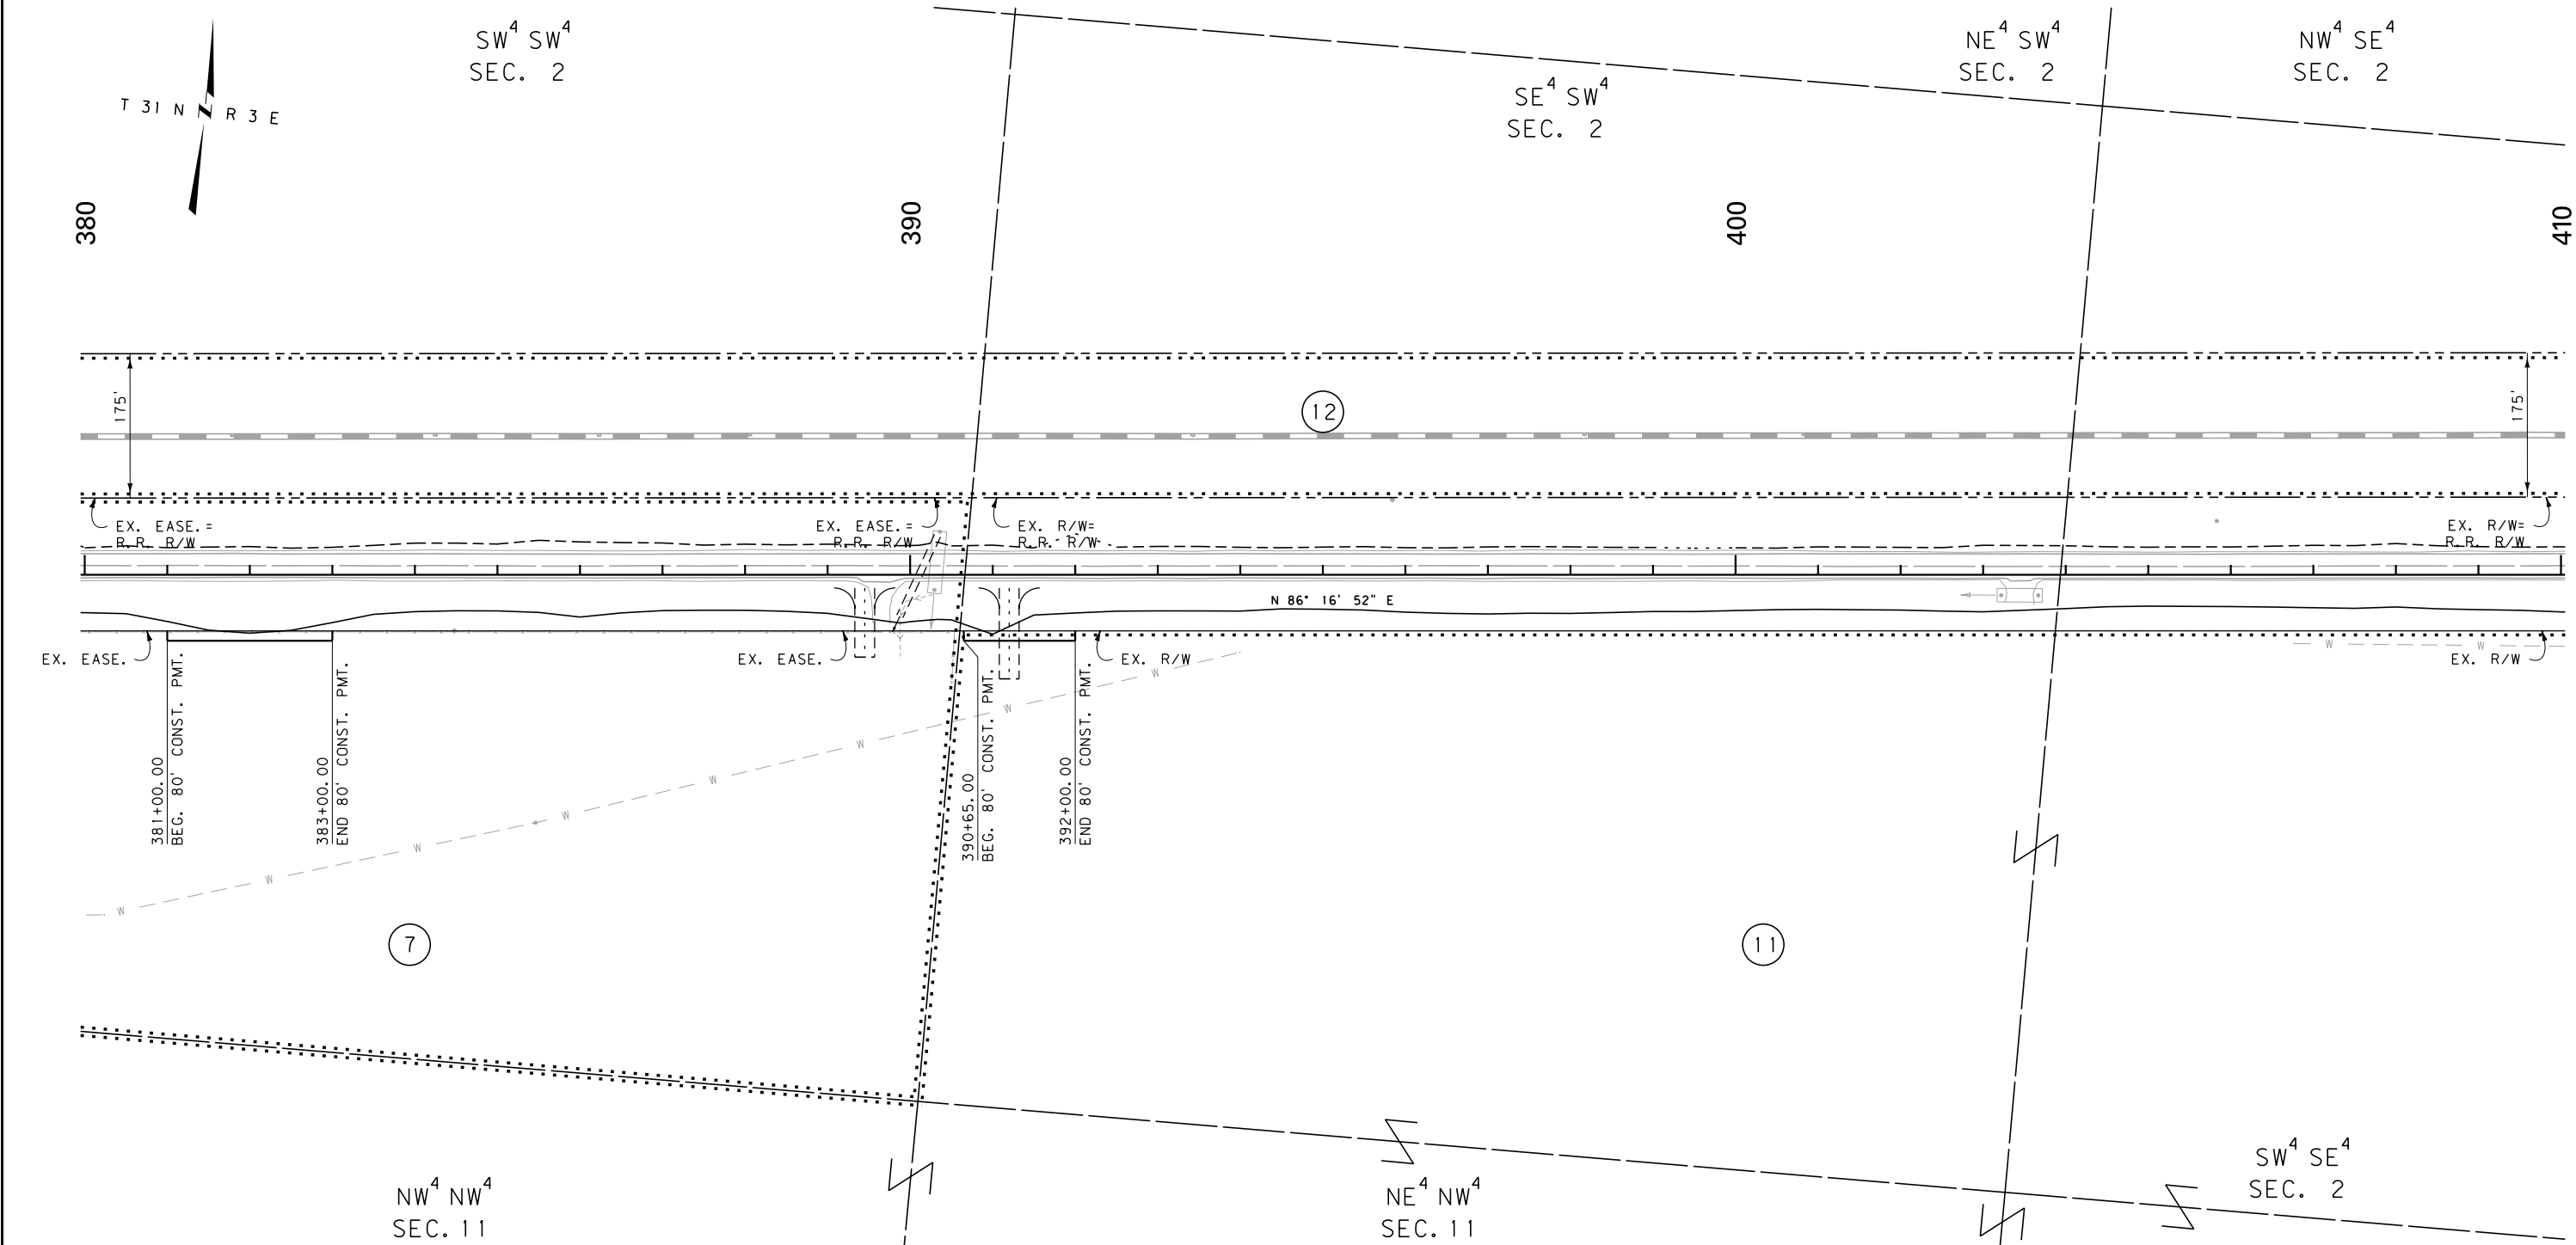 SW⁴ SW⁴
SEC. 2
NE⁴ SW⁴
SEC. 2
NW⁴ SE⁴
SEC. 2
SE⁴ SW⁴
SEC. 2
T 31 N N R 3 E
380
390
400
410
175'
12
175'
EX. EASE.=
R.R. R/W
EX. EASE.=
R.R. R/W
EX. R/W=
R.R. R/W
EX. R/W=
R.R. R/W
N 86° 16' 52" E
EX. EASE.
EX. EASE.
EX. R/W
EX. R/W
381+00.00
BEG. 80' CONST. PMT.
383+00.00
END 80' CONST. PMT.
390+65.00
BEG. 80' CONST. PMT.
392+00.00
END 80' CONST. PMT.
W W W W W W W W
W W
7
11
NW⁴ NW⁴
SEC. 11
NE⁴ NW⁴
SEC. 11
SW⁴ SE⁴
SEC. 2